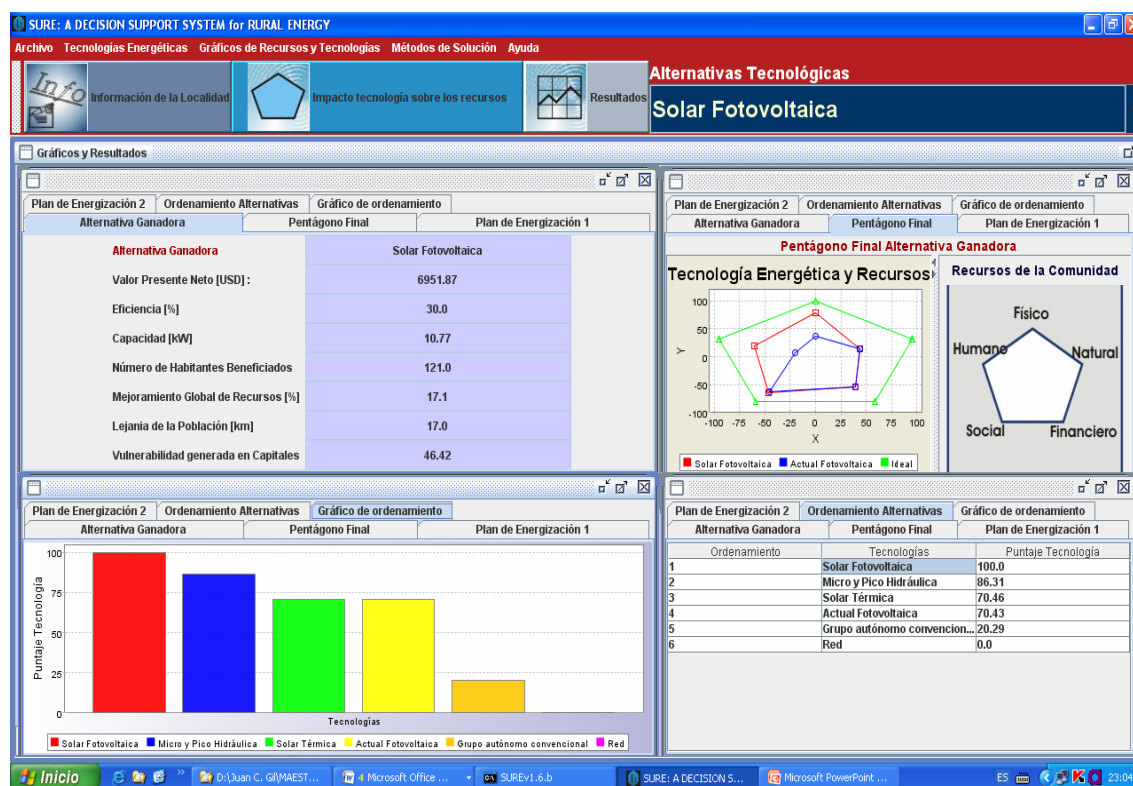 SURE: A DECISION SUPPORT SYSTEM for RURAL ENERGY
Archivo Tecnologías Energéticas Gráficos de Recursos y Tecnologías Métodos de Solución Ayuda
Info
Información de la Localidad
Impacto tecnología sobre los recursos
Resultados
Alternativas Tecnológicas
Solar Fotovoltaica
Gráficos y Resultados
Plan de Energización 2 Ordenamiento Alternativas Gráfico de ordenamiento
Alternativa Ganadora Pentágono Final Plan de Energización 1
Alternativa Ganadora Solar Fotovoltaica
Valor Presente Neto [USD] : 6951.87
Eficiencia [%] 30.0
Capacidad [kW] 10.77
Número de Habitantes Beneficiados 121.0
Mejoramiento Global de Recursos [%] 17.1
Lejania de la Población [km] 17.0
Vulnerabilidad generada en Capitales 46.42
Plan de Energización 2 Ordenamiento Alternativas Gráfico de ordenamiento
Alternativa Ganadora Pentágono Final Plan de Energización 1
Pentágono Final Alternativa Ganadora
Tecnología Energética y Recursos
100
50
0
-50
-100
Y
-100 -75 -50 -25 0 25 50 75 100
X
Solar Fotovoltaica Actual Fotovoltaica Ideal
Recursos de la Comunidad
Físico
Humano Natural
Social Financiero
Plan de Energización 2 Ordenamiento Alternativas Gráfico de ordenamiento
Alternativa Ganadora Pentágono Final Plan de Energización 1
Puntaje Tecnología
100
75
50
25
0
Tecnologías
Solar Fotovoltaica Micro y Pico Hidráulica Solar Térmica Actual Fotovoltaica Grupo autónomo convencional Red
Plan de Energización 2 Ordenamiento Alternativas Gráfico de ordenamiento
Alternativa Ganadora Pentágono Final Plan de Energización 1
Ordenamiento Tecnologías Puntaje Tecnología
1 Solar Fotovoltaica 100.0
2 Micro y Pico Hidráulica 86.31
3 Solar Térmica 70.46
4 Actual Fotovoltaica 70.43
5 Grupo autónomo convencion... 20.29
6 Red 0.0
Inicio » D:\Juan C. Gil\MAEST... 4 Microsoft Office ... SUREv1.6.b SURE: A DECISION S... Microsoft PowerPoint ... ES 23:04